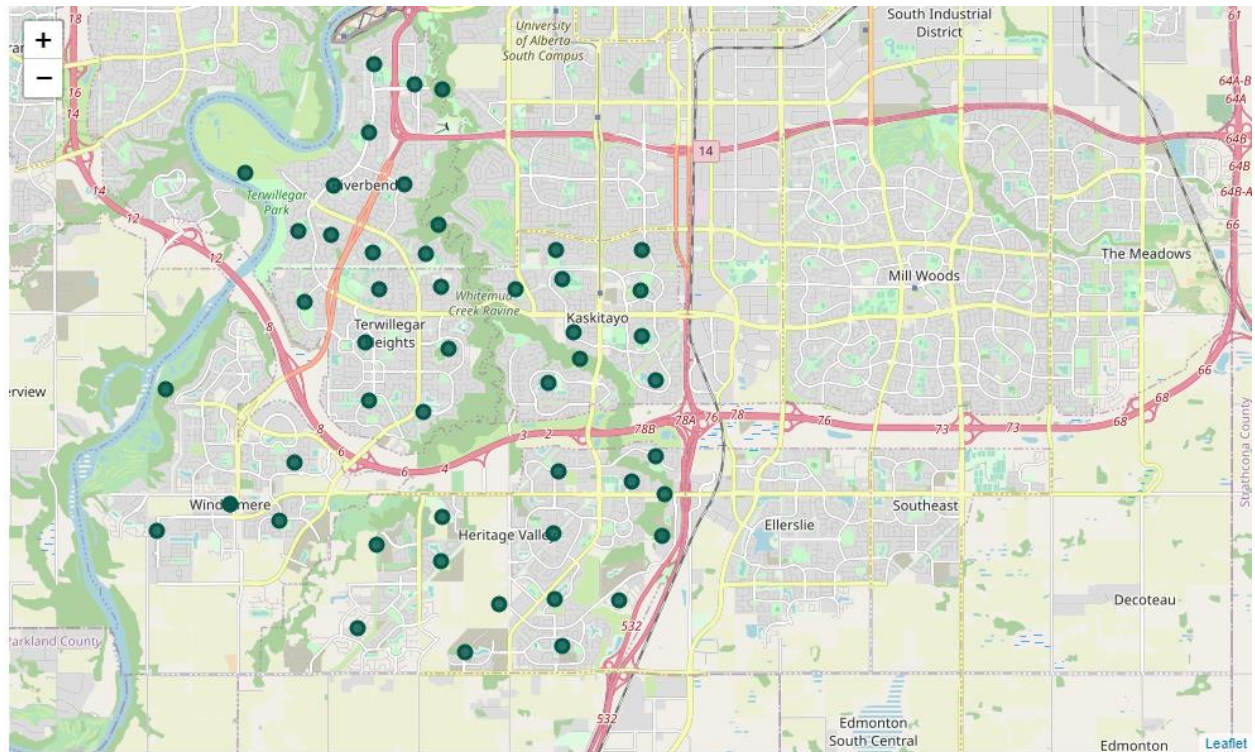 +
−
18
16
14
14
12
12
University
of Alberta
South Campus
South Industrial
District
61
64A-B
64A
64B
64B
64B-A
66
14
Terwillegar
Park
The Meadows
Mill Woods
Whitemud
Creek Ravine
Kaskitayo
Terwillegar
Heights
8
8
6
6
4
3
2
78B
78A
76
78
76
73
73
68
68
66
erview
Strathcona County
Heritage Valley
Ellerslie
Southeast
Decoteau
Parkland County
532
532
Edmonton
South Central
Edmonton
Leaflet